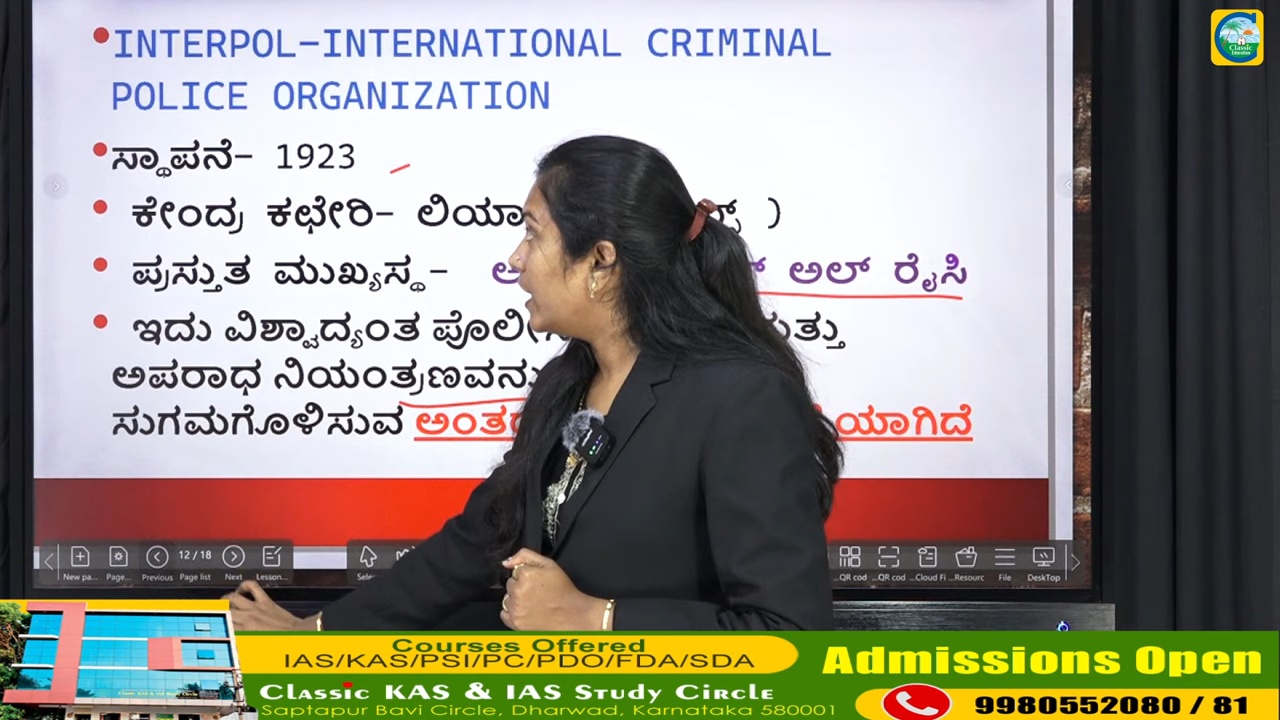 INTERPOL-INTERNATIONAL CRIMINAL
POLICE ORGANIZATION
ಸ್ಥಾಪನೆ- 1923
ಕೇಂದ್ರ ಕಛೇರಿ- )
ಪ್ರಸ್ತುತ ಮುಖ್ಯಸ್ಥ- ಅಲ್ ರೈಸಿ
ಇದು ವಿಶ್ವಾದ್ಯಂತ
ಅಪರಾಧ
ಸುಗಮಗೊಳಿಸುವ
12/18
New pa... Page... Previous Page list Next Lesson...
...QR cod ...QR cod ...Cloud Fi ...Resourc File DeskTop
Classic
Education
Courses Offered
IAS/KAS/PSI/PC/PDO/FDA/SDA
Classic KAS & IAS Study Circle
Saptapur Bavi Circle, Dharwad, Karnataka 580001
Admissions Open
9980552080 / 81